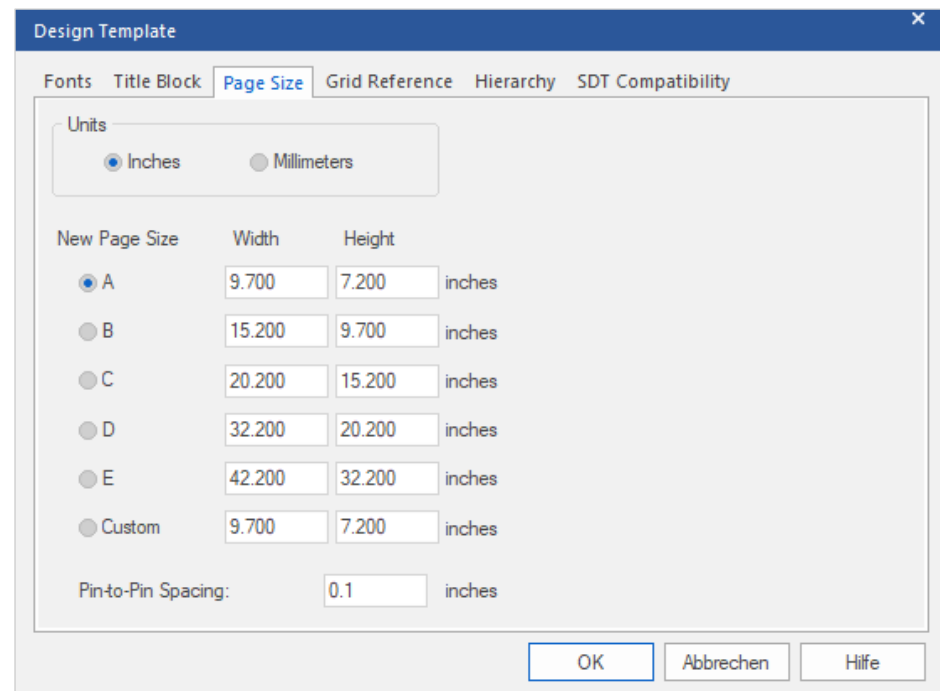 Design Template
Fonts Title Block Page Size Grid Reference Hierarchy SDT Compatibility
Units
Inches Millimeters
New Page Size Width Height
A 9.700 7.200 inches
B 15.200 9.700 inches
C 20.200 15.200 inches
D 32.200 20.200 inches
E 42.200 32.200 inches
Custom 9.700 7.200 inches
Pin-to-Pin Spacing: 0.1 inches
OK Abbrechen Hilfe